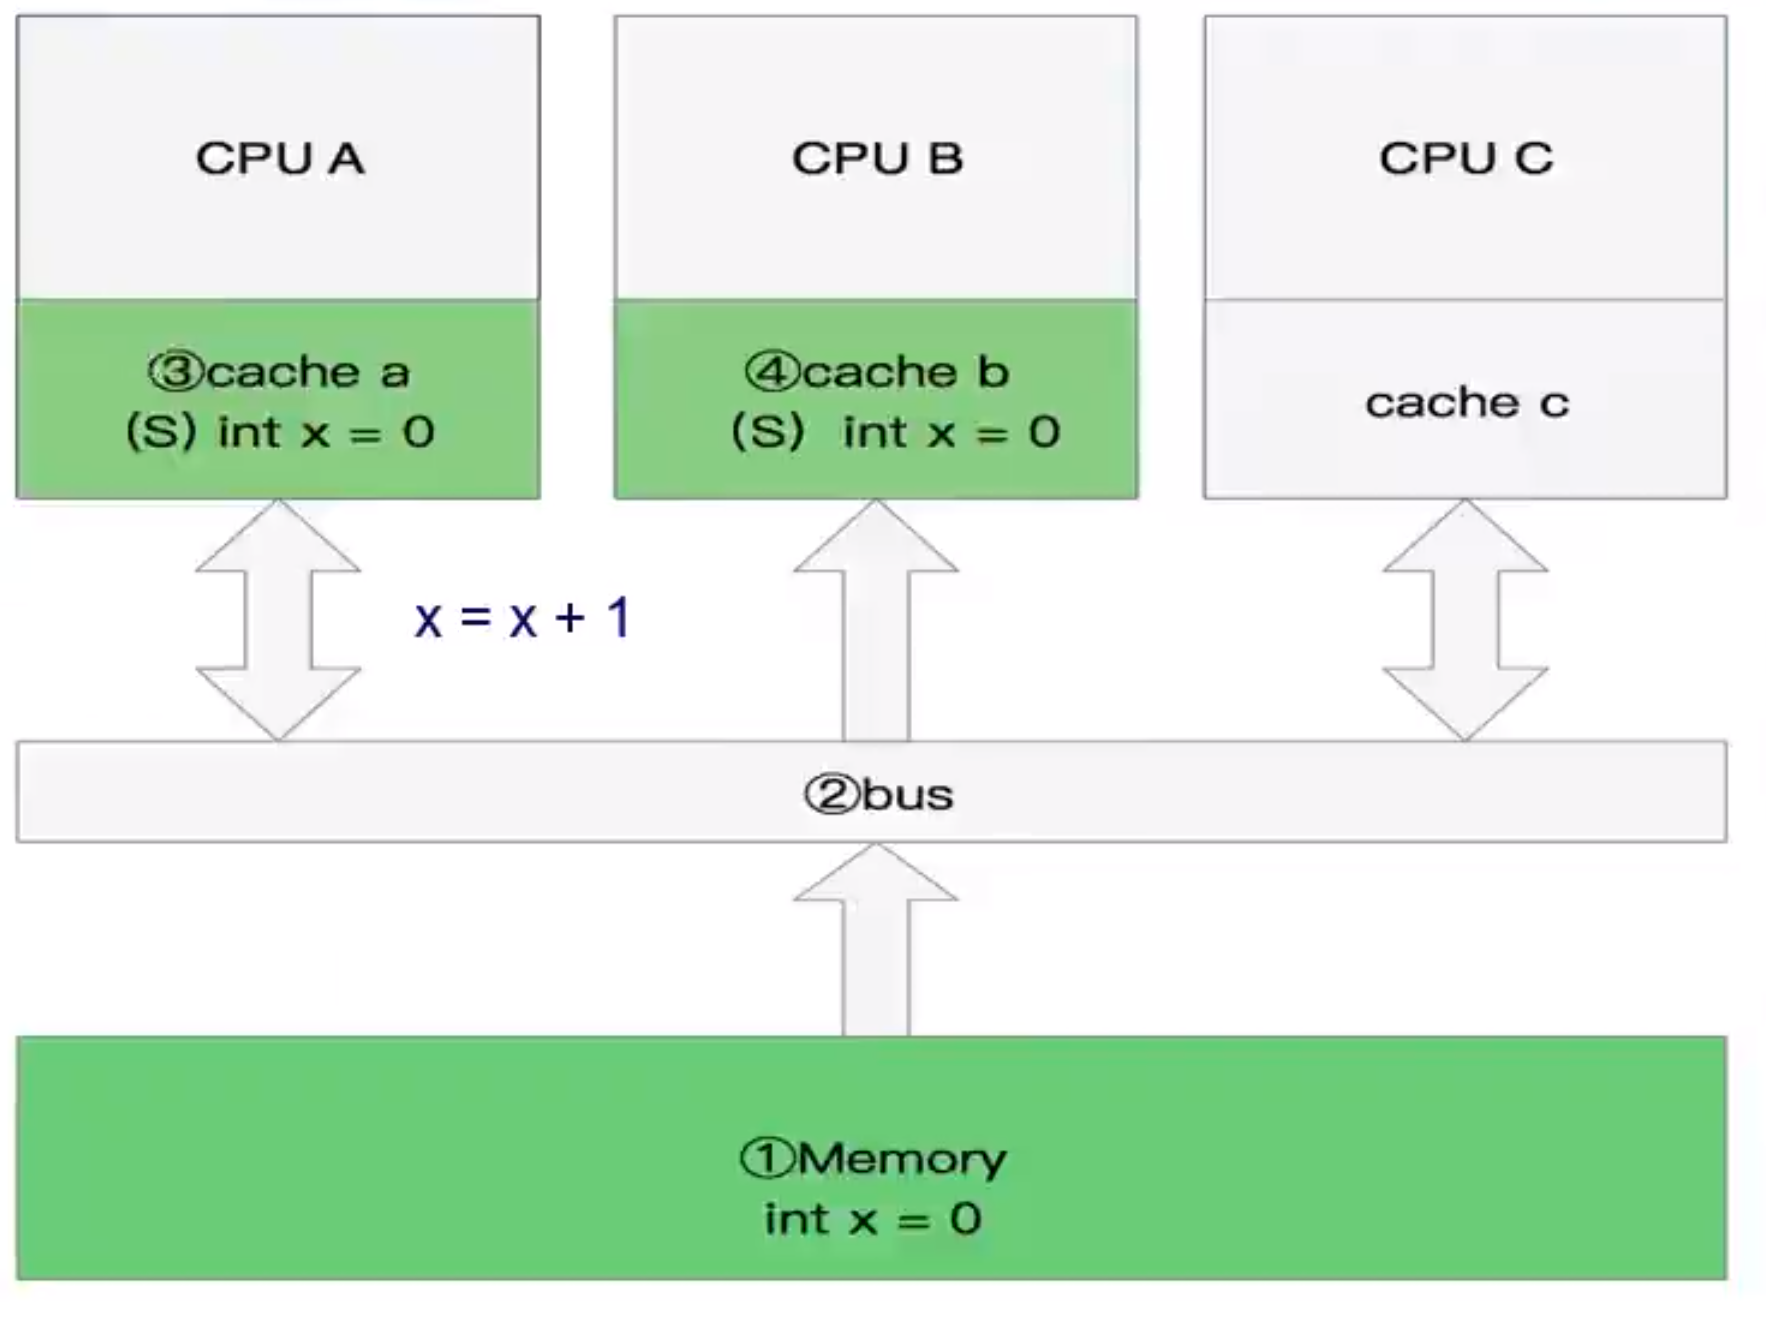 CPU A
CPU B
CPU C
③cache a
(S) int x = 0
④cache b
(S) int x = 0
cache c
x = x + 1
②bus
①Memory
int x = 0